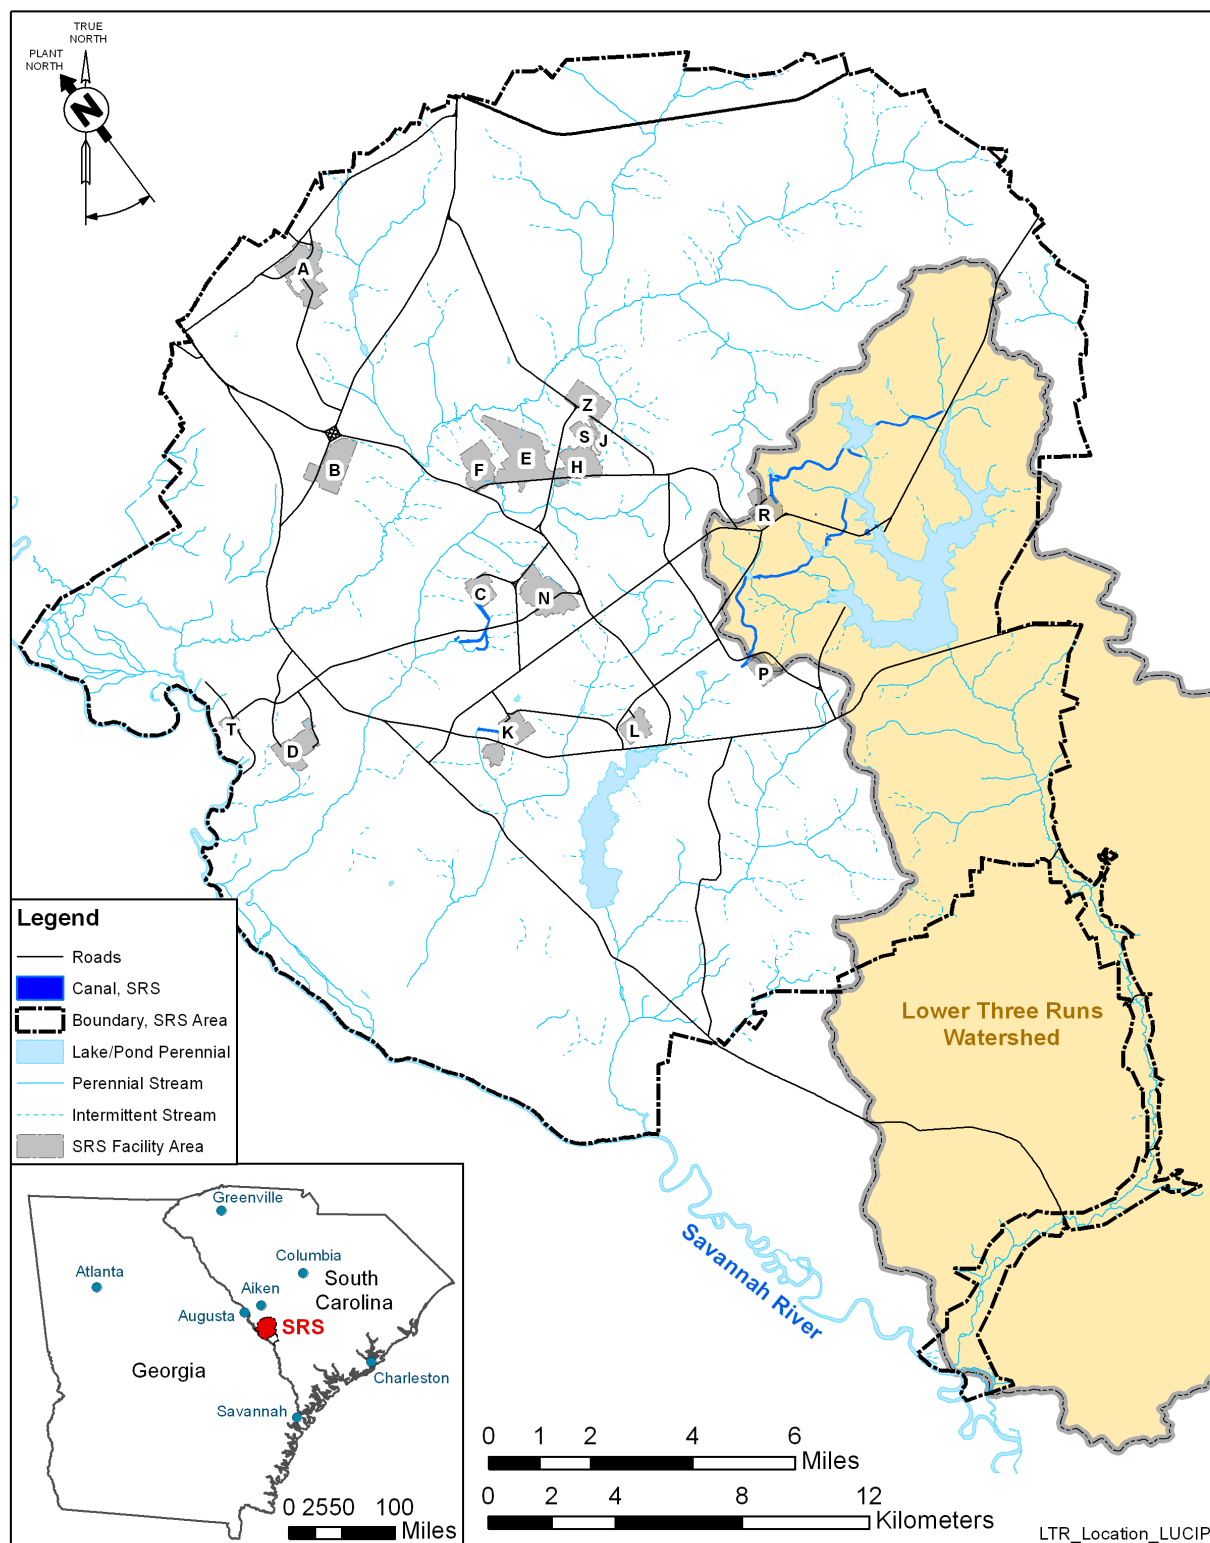 TRUE
NORTH
PLANT
NORTH
N
A
Z
S
J
B
F
E
H
R
C
N
P
T
D
K
L
Lower Three Runs
Watershed
Savannah River
Legend
Roads
Canal, SRS
Boundary, SRS Area
Lake/Pond Perennial
Perennial Stream
Intermittent Stream
SRS Facility Area
Greenville
Columbia
Atlanta
South
Carolina
Aiken
Augusta
SRS
Georgia
Charleston
Savannah
0 25 50 100
Miles
0 1 2 4 6
Miles
0 2 4 8 12
Kilometers
LTR_Location_LUCIP